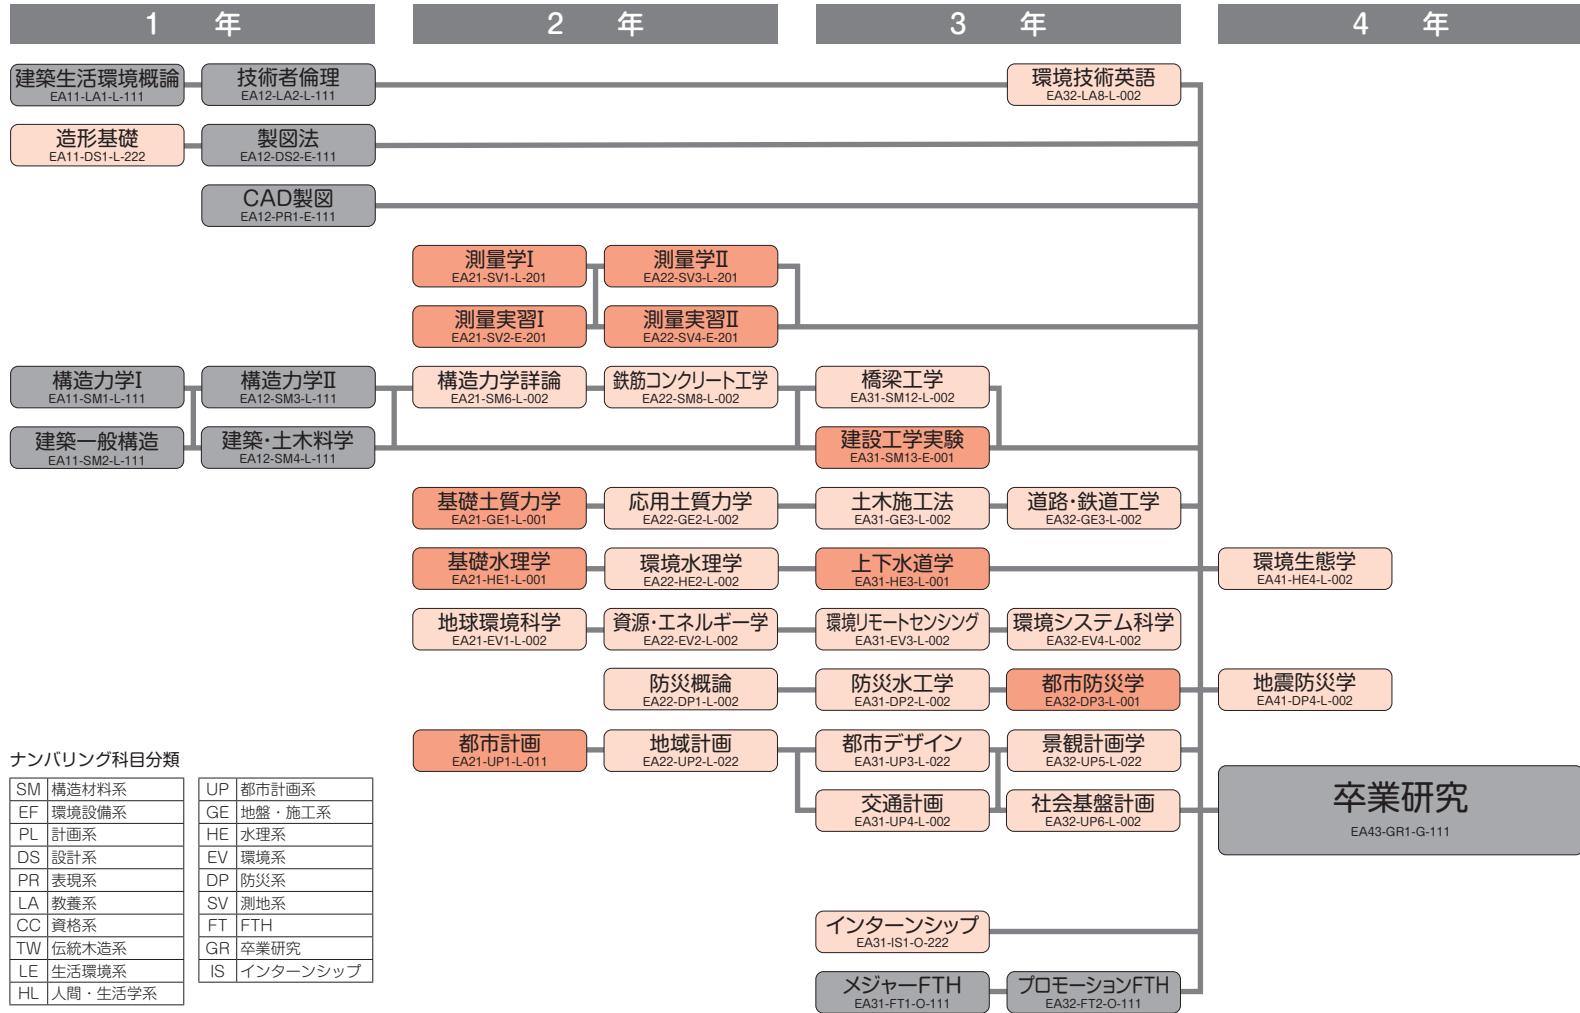 1 年
2 年
3 年
4 年
建築生活環境概論
EA11-LA1-L-111
技術者倫理
EA12-LA2-L-111
環境技術英語
EA32-LA8-L-002
造形基礎
EA11-DS1-L-222
製図法
EA12-DS2-E-111
CAD製図
EA12-PR1-E-111
測量学Ⅰ
EA21-SV1-L-201
測量学Ⅱ
EA22-SV3-L-201
測量実習Ⅰ
EA21-SV2-E-201
測量実習Ⅱ
EA22-SV4-E-201
構造力学Ⅰ
EA11-SM1-L-111
構造力学Ⅱ
EA12-SM3-L-111
構造力学詳論
EA21-SM6-L-002
鉄筋コンクリート工学
EA22-SM8-L-002
橋梁工学
EA31-SM12-L-002
建築一般構造
EA11-SM2-L-111
建築・土木料学
EA12-SM4-L-111
建設工学実験
EA31-SM13-E-001
基礎土質力学
EA21-GE1-L-001
応用土質力学
EA22-GE2-L-002
土木施工法
EA31-GE3-L-002
道路・鉄道工学
EA32-GE3-L-002
基礎水理学
EA21-HE1-L-001
環境水理学
EA22-HE2-L-002
上下水道学
EA31-HE3-L-001
環境生態学
EA41-HE4-L-002
地球環境科学
EA21-EV1-L-002
資源・エネルギー学
EA22-EV2-L-002
環境リモートセンシング
EA31-EV3-L-002
環境システム科学
EA32-EV4-L-002
防災概論
EA22-DP1-L-002
防災水工学
EA31-DP2-L-002
都市防災学
EA32-DP3-L-001
地震防災学
EA41-DP4-L-002
都市計画
EA21-UP1-L-011
地域計画
EA22-UP2-L-022
都市デザイン
EA31-UP3-L-022
景観計画学
EA32-UP5-L-022
交通計画
EA31-UP4-L-002
社会基盤計画
EA32-UP6-L-002
卒業研究
EA43-GR1-G-111
インターンシップ
EA31-IS1-O-222
メジャーFTH
EA31-FT1-O-111
プロモーションFTH
EA32-FT2-O-111
ナンバリング科目分類
SM 構造材料系
EF 環境設備系
PL 計画系
DS 設計系
PR 表現系
LA 教養系
CC 資格系
TW 伝統木造系
LE 生活環境系
HL 人間・生活学系
UP 都市計画系
GE 地盤・施工系
HE 水理系
EV 環境系
DP 防災系
SV 測地系
FT FTH
GR 卒業研究
IS インターンシップ